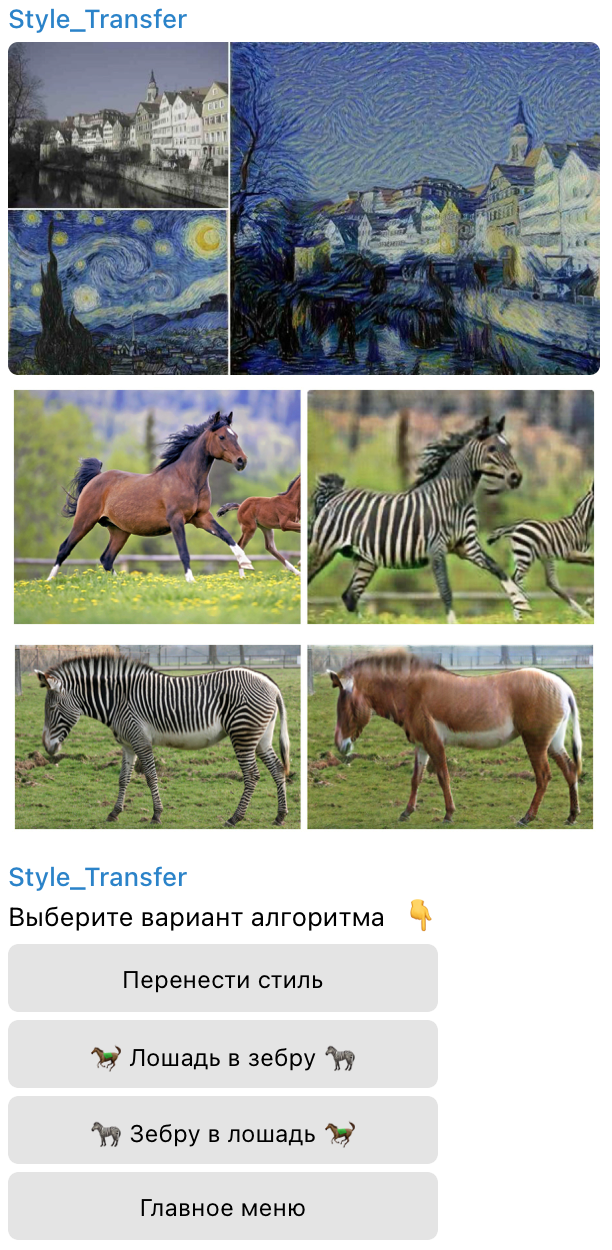 Style_Transfer
Style_Transfer
Выберите вариант алгоритма 👇
Перенести стиль
🐎 Лошадь в зебру 🦓
🦓 Зебру в лошадь 🐎
Главное меню